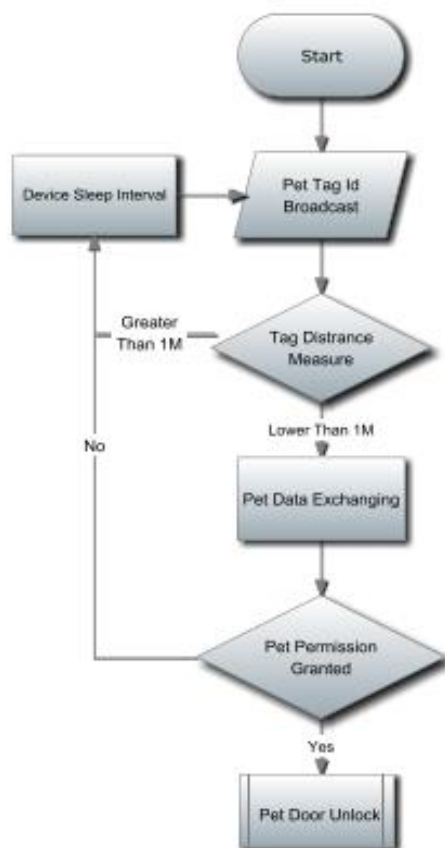 Start
Pet Tag Id
Broadcast
Device Sleep Interval
Tag Distrance
Measure
Greater
Than 1M
Lower Than 1M
No
Pet Data Exchanging
Pet Permission
Granted
Yes
Pet Door Unlock